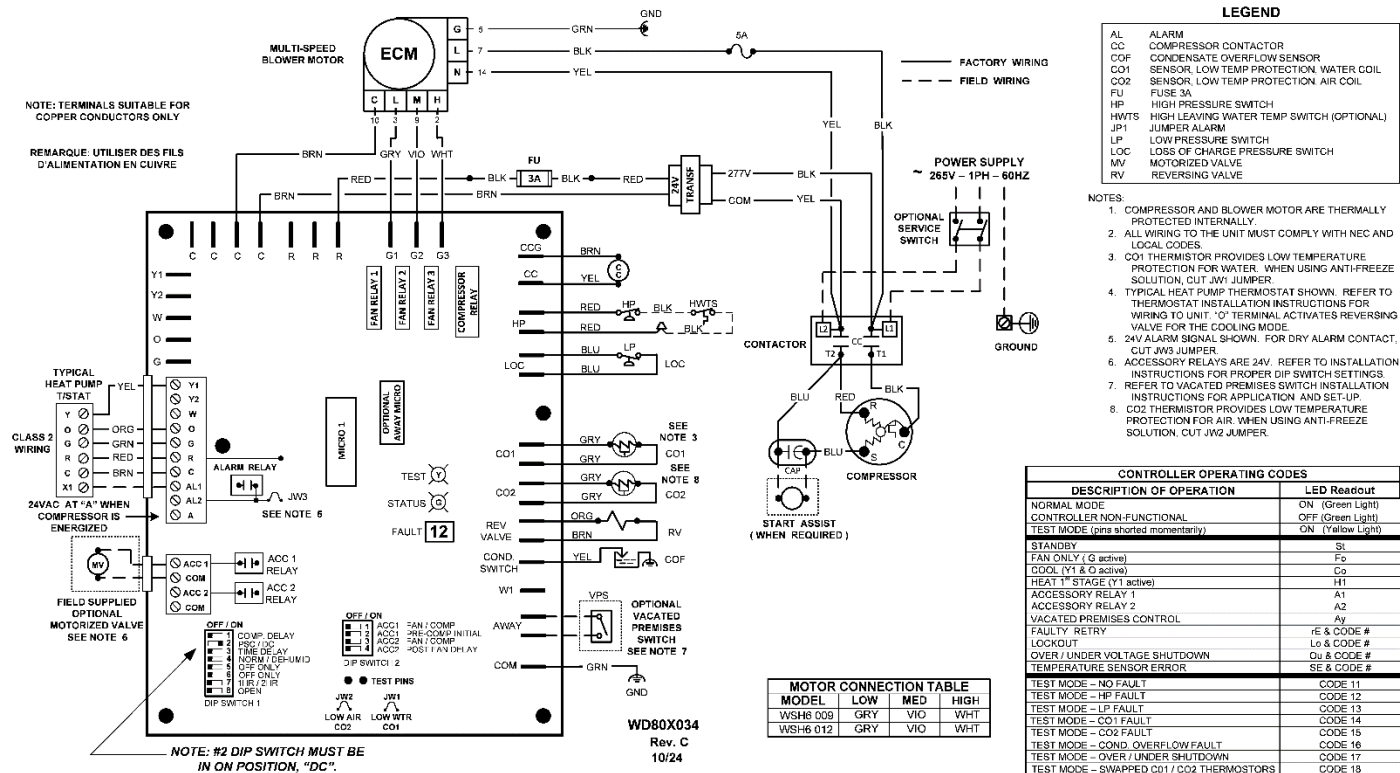 GND
G 5 GRN
L 7 BLK
N 14 YEL
5A
MULTI-SPEED
BLOWER MOTOR
ECM
C L M H
10 3 9 2
FACTORY WIRING
FIELD WIRING
NOTE: TERMINALS SUITABLE FOR
COPPER CONDUCTORS ONLY
REMARQUE: UTILISER DES FILS
D'ALIMENTATION EN CUIVRE
BRN GRY VIO WHT
YEL BLK
FU
RED BLK 3A BLK RED
BRN BRN
24V
TRANSF
277V BLK
COM YEL
POWER SUPPLY
~ 265V – 1PH – 60HZ
OPTIONAL
SERVICE
SWITCH
GROUND
CONTACTOR
L2 L1
CC
T2 T1
BLU RED BLK
R
C
S
BLU
CAP
COMPRESSOR
START ASSIST
( WHEN REQUIRED )
C C C C R R R G1 G2 G3
FAN RELAY 1
FAN RELAY 2
FAN RELAY 3
COMPRESSOR
RELAY
Y1
Y2
W
O
G
CCG BRN
CC YEL
C
C
RED HP BLK HWTS
HP
RED BLK
BLU LP
LOC BLU LOC
TYPICAL
HEAT PUMP
T/STAT
YEL
Y
O ORG
G GRN
R RED
C BRN
X1
CLASS 2
WIRING
Y1
Y2
W
O
G
R
C
AL1
AL2
A
ALARM RELAY
JW3
SEE NOTE 6
24VAC AT "A" WHEN
COMPRESSOR IS
ENERGIZED
MICRO 1
OPTIONAL
AWAY MICRO
TEST Y
STATUS G
FAULT 12
SEE
NOTE 3
GRY
CO1 GRY CO1
SEE
NOTE 8
GRY
CO2 GRY CO2
REV
VALVE
ORG
BRN RV
COND.
SWITCH
YEL COF
W1
AWAY
VPS
OPTIONAL
VACATED
PREMISES
SWITCH
SEE NOTE 7
COM GRN
GND
MV
FIELD SUPPLIED
OPTIONAL
MOTORIZED VALVE
SEE NOTE 6
ACC 1
COM
ACC 2
COM
ACC 1
RELAY
ACC 2
RELAY
OFF / ON
1 COMP. DELAY
2 PSC / DC
3 TIME DELAY
4 NORM / DEHUMID
5 OFF ONLY
6 OFF ONLY
7 1HR / 2HR
8 OPEN
DIP SWITCH 1
OFF / ON
1 ACC1 FAN / COMP
2 ACC1 PRE-COMP INITIAL
3 ACC2 FAN / COMP
4 ACC2 POST FAN DELAY
DIP SWITCH 2
TEST PINS
JW2 JW1
LOW AIR LOW WTR
CO2 CO1
NOTE: #2 DIP SWITCH MUST BE
IN ON POSITION, "DC".
WD80X034
Rev. C
10/24
MOTOR CONNECTION TABLE
MODEL LOW MED HIGH
WSH6 009 GRY VIO WHT
WSH6 012 GRY VIO WHT
LEGEND
AL ALARM
CC COMPRESSOR CONTACTOR
COF CONDENSATE OVERFLOW SENSOR
CO1 SENSOR, LOW TEMP PROTECTION, WATER COIL
CO2 SENSOR, LOW TEMP PROTECTION, AIR COIL
FU FUSE 3A
HP HIGH PRESSURE SWITCH
HWTS HIGH LEAVING WATER TEMP SWITCH (OPTIONAL)
JP1 JUMPER ALARM
LP LOW PRESSURE SWITCH
LOC LOSS OF CHARGE PRESSURE SWITCH
MV MOTORIZED VALVE
RV REVERSING VALVE
NOTES:
1. COMPRESSOR AND BLOWER MOTOR ARE THERMALLY
PROTECTED INTERNALLY.
2. ALL WIRING TO THE UNIT MUST COMPLY WITH NEC AND
LOCAL CODES.
3. CO1 THERMISTOR PROVIDES LOW TEMPERATURE
PROTECTION FOR WATER. WHEN USING ANTI-FREEZE
SOLUTION, CUT JW1 JUMPER.
4. TYPICAL HEAT PUMP THERMOSTAT SHOWN. REFER TO
THERMOSTAT INSTALLATION INSTRUCTIONS FOR
WIRING TO UNIT. "O" TERMINAL ACTIVATES REVERSING
VALVE FOR THE COOLING MODE.
5. 24V ALARM SIGNAL SHOWN. FOR DRY ALARM CONTACT,
CUT JW3 JUMPER.
6. ACCESSORY RELAYS ARE 24V. REFER TO INSTALLATION
INSTRUCTIONS FOR PROPER DIP SWITCH SETTINGS.
7. REFER TO VACATED PREMISES SWITCH INSTALLATION
INSTRUCTIONS FOR APPLICATION AND SET-UP.
8. CO2 THERMISTOR PROVIDES LOW TEMPERATURE
PROTECTION FOR AIR. WHEN USING ANTI-FREEZE
SOLUTION, CUT JW2 JUMPER.
CONTROLLER OPERATING CODES
DESCRIPTION OF OPERATION LED Readout
NORMAL MODE ON (Green Light)
CONTROLLER NON-FUNCTIONAL OFF (Green Light)
TEST MODE (pins shorted momentarily) ON (Yellow Light)
STANDBY St
FAN ONLY ( G active) Fo
COOL (Y1 & O active) Co
HEAT 1ST STAGE (Y1 active) H1
ACCESSORY RELAY 1 A1
ACCESSORY RELAY 2 A2
VACATED PREMISES CONTROL Ay
FAULTY RETRY rE & CODE #
LOCKOUT Lo & CODE #
OVER / UNDER VOLTAGE SHUTDOWN Ou & CODE #
TEMPERATURE SENSOR ERROR SE & CODE #
TEST MODE – NO FAULT CODE 11
TEST MODE – HP FAULT CODE 12
TEST MODE – LP FAULT CODE 13
TEST MODE – CO1 FAULT CODE 14
TEST MODE – CO2 FAULT CODE 15
TEST MODE – COND. OVERFLOW FAULT CODE 16
TEST MODE – OVER / UNDER SHUTDOWN CODE 17
TEST MODE – SWAPPED C01 / CO2 THERMOSTORS CODE 18